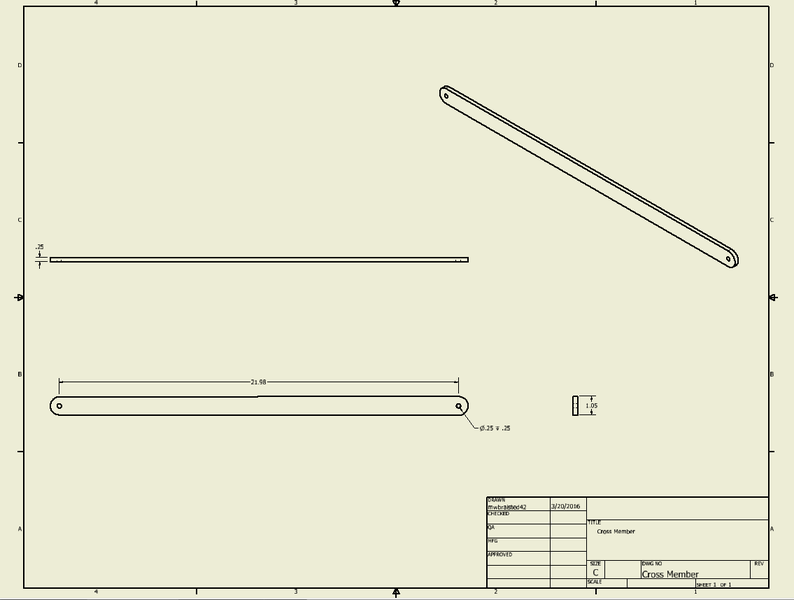 4 3 2 1
D D
C C
.25
B B
21.98
1.05
Ø.25 ↧ .25
A A
DRAWN
3/20/2016
CHECKED
TITLE
QA
Cross Member
MFG
APPROVED
SIZE
C
DWG NO
Cross Member
REV
SCALE
SHEET 1 OF 1
4 3 2 1